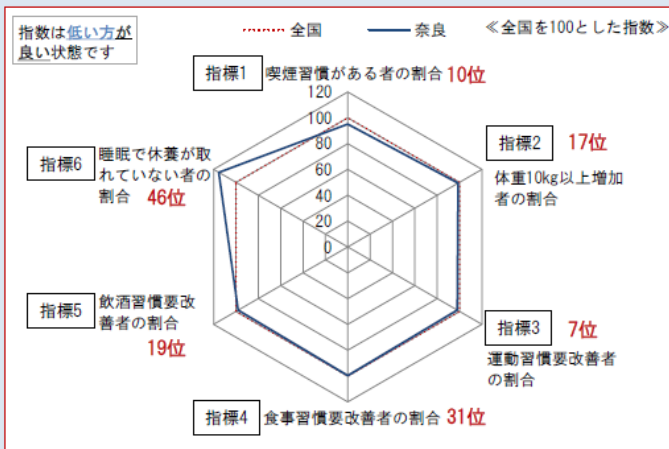 指数は低い方が
良い状態です
全国
奈良
≪全国を100とした指数≫
指標1
喫煙習慣がある者の割合
10位
120
100
80
60
40
20
0
指標2
17位
体重10kg以上増加
者の割合
指標3
7位
運動習慣要改善者
の割合
指標4
食事習慣要改善者の割合
31位
指標5
飲酒習慣要改
善者の割合
19位
指標6
睡眠で休養が取
れていない者の
割合
46位